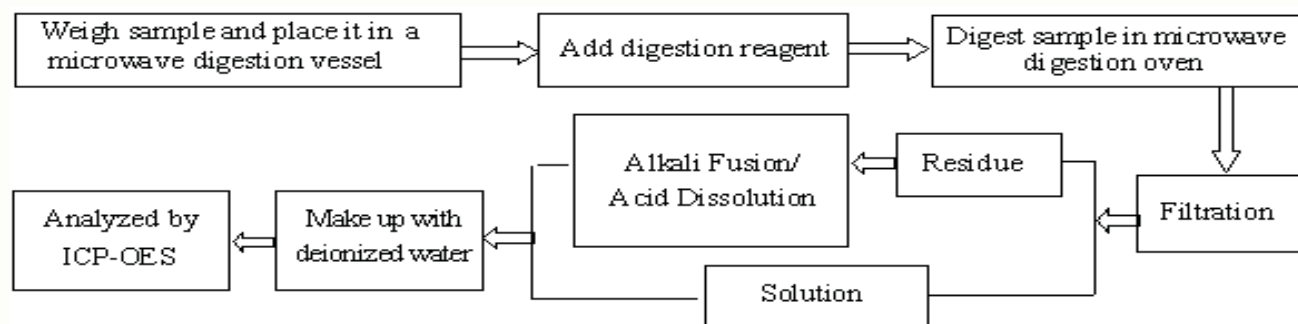 Weigh sample and place it in a
microwave digestion vessel
Add digestion reagent
Digest sample in microwave
digestion oven
Filtration
Residue
Alkali Fusion/
Acid Dissolution
Solution
Make up with
deionized water
Analyzed by
ICP-OES